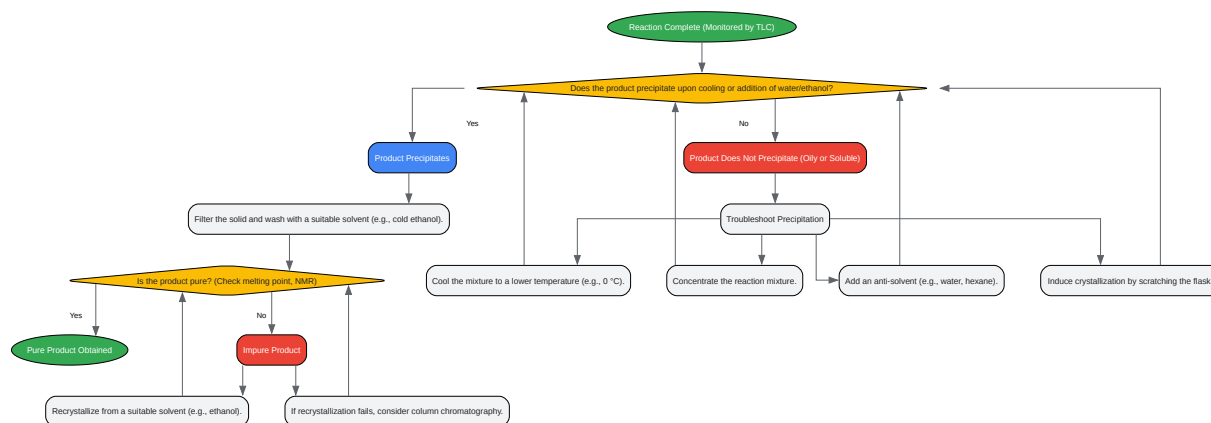 Reaction Complete (Monitored by TLC)
Does the product precipitate upon cooling or addition of water/ethanol?
Yes
No
Product Precipitates
Product Does Not Precipitate (Oily or Soluble)
Filter the solid and wash with a suitable solvent (e.g., cold ethanol).
Troubleshoot Precipitation
Is the product pure? (Check melting point, NMR)
Cool the mixture to a lower temperature (e.g., 0 °C).
Concentrate the reaction mixture.
Add an anti-solvent (e.g., water, hexane).
Induce crystallization by scratching the flask
Yes
No
Pure Product Obtained
Impure Product
Recrystallize from a suitable solvent (e.g., ethanol).
If recrystallization fails, consider column chromatography.